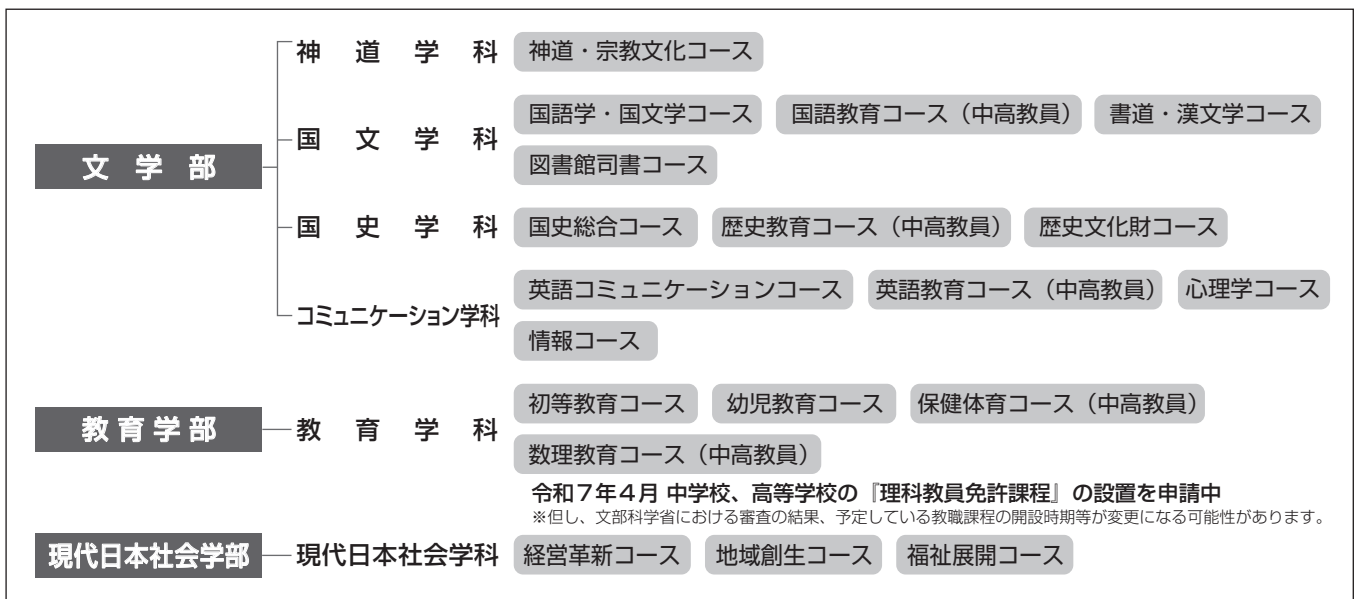 文学部
神道学科 神道・宗教文化コース
国文学科 国語学・国文学コース 国語教育コース（中高教員） 書道・漢文学コース
図書館司書コース
国史学科 国史総合コース 歴史教育コース（中高教員） 歴史文化財コース
コミュニケーション学科 英語コミュニケーションコース 英語教育コース（中高教員） 心理学コース
情報コース
教育学部
教育学科 初等教育コース 幼児教育コース 保健体育コース（中高教員）
数理教育コース（中高教員）
令和7年4月 中学校、高等学校の『理科教員免許課程』の設置を申請中
※但し、文部科学省における審査の結果、予定している教職課程の開設時期等が変更になる可能性があります。
現代日本社会学部
現代日本社会学科 経営革新コース 地域創生コース 福祉展開コース